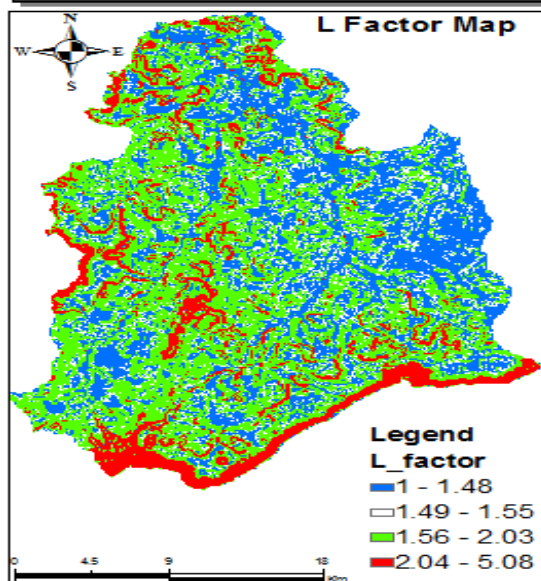 L Factor Map
N
W E
S
Legend
L_factor
1 - 1.48
1.49 - 1.55
1.56 - 2.03
2.04 - 5.08
0 4.5 9 18
Km